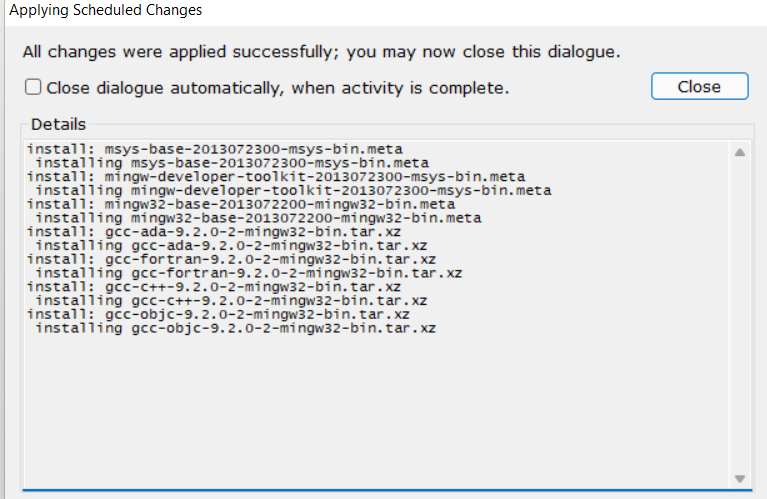 Applying Scheduled Changes
All changes were applied successfully; you may now close this dialogue.
Close dialogue automatically, when activity is complete.
Close
Details
install: msys-base-2013072300-msys-bin.meta
 installing msys-base-2013072300-msys-bin.meta
install: mingw-developer-toolkit-2013072300-msys-bin.meta
 installing mingw-developer-toolkit-2013072300-msys-bin.meta
install: mingw32-base-2013072200-mingw32-bin.meta
 installing mingw32-base-2013072200-mingw32-bin.meta
install: gcc-ada-9.2.0-2-mingw32-bin.tar.xz
 installing gcc-ada-9.2.0-2-mingw32-bin.tar.xz
install: gcc-fortran-9.2.0-2-mingw32-bin.tar.xz
 installing gcc-fortran-9.2.0-2-mingw32-bin.tar.xz
install: gcc-c++-9.2.0-2-mingw32-bin.tar.xz
 installing gcc-c++-9.2.0-2-mingw32-bin.tar.xz
install: gcc-objc-9.2.0-2-mingw32-bin.tar.xz
 installing gcc-objc-9.2.0-2-mingw32-bin.tar.xz